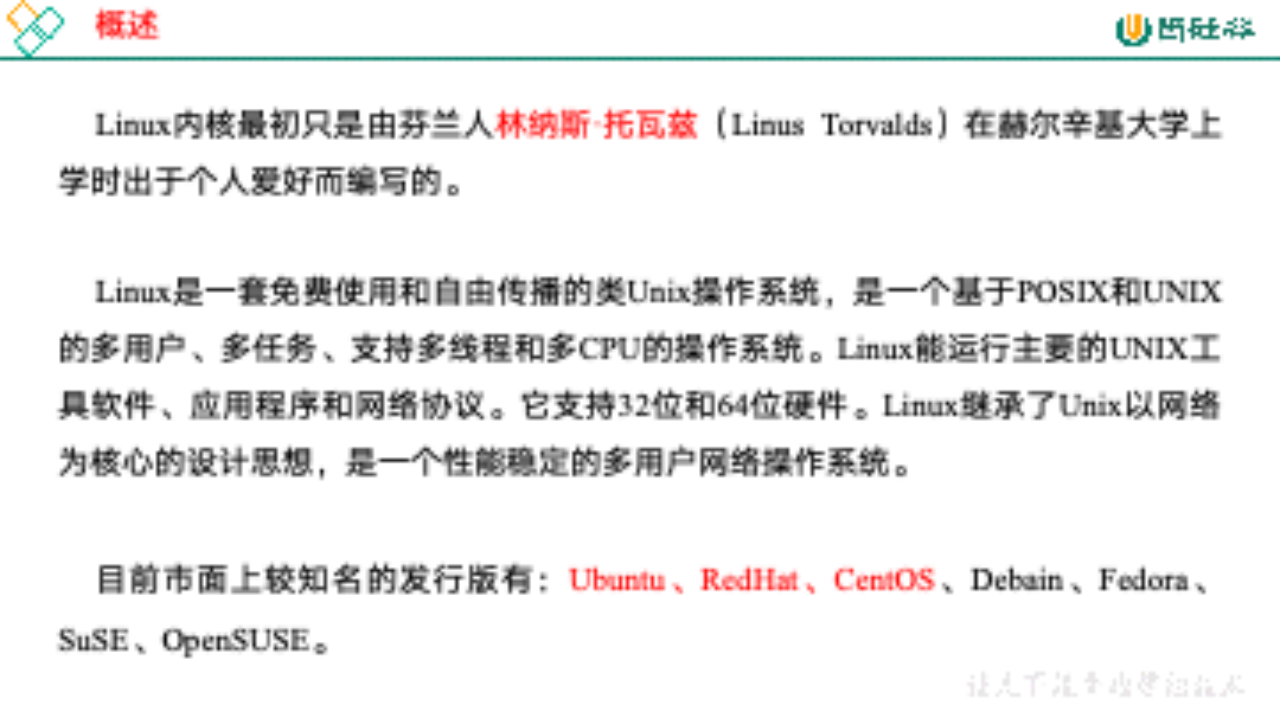 概述
尚硅谷
Linux内核最初只是由芬兰人林纳斯·托瓦兹（Linus Torvalds）在赫尔辛基大学上
学时出于个人爱好而编写的。
Linux是一套免费使用和自由传播的类Unix操作系统，是一个基于POSIX和UNIX
的多用户、多任务、支持多线程和多CPU的操作系统。Linux能运行主要的UNIX工
具软件、应用程序和网络协议。它支持32位和64位硬件。Linux继承了Unix以网络
为核心的设计思想，是一个性能稳定的多用户网络操作系统。
目前市面上较知名的发行版有：Ubuntu、RedHat、CentOS、Debain、Fedora、
SuSE、OpenSUSE。